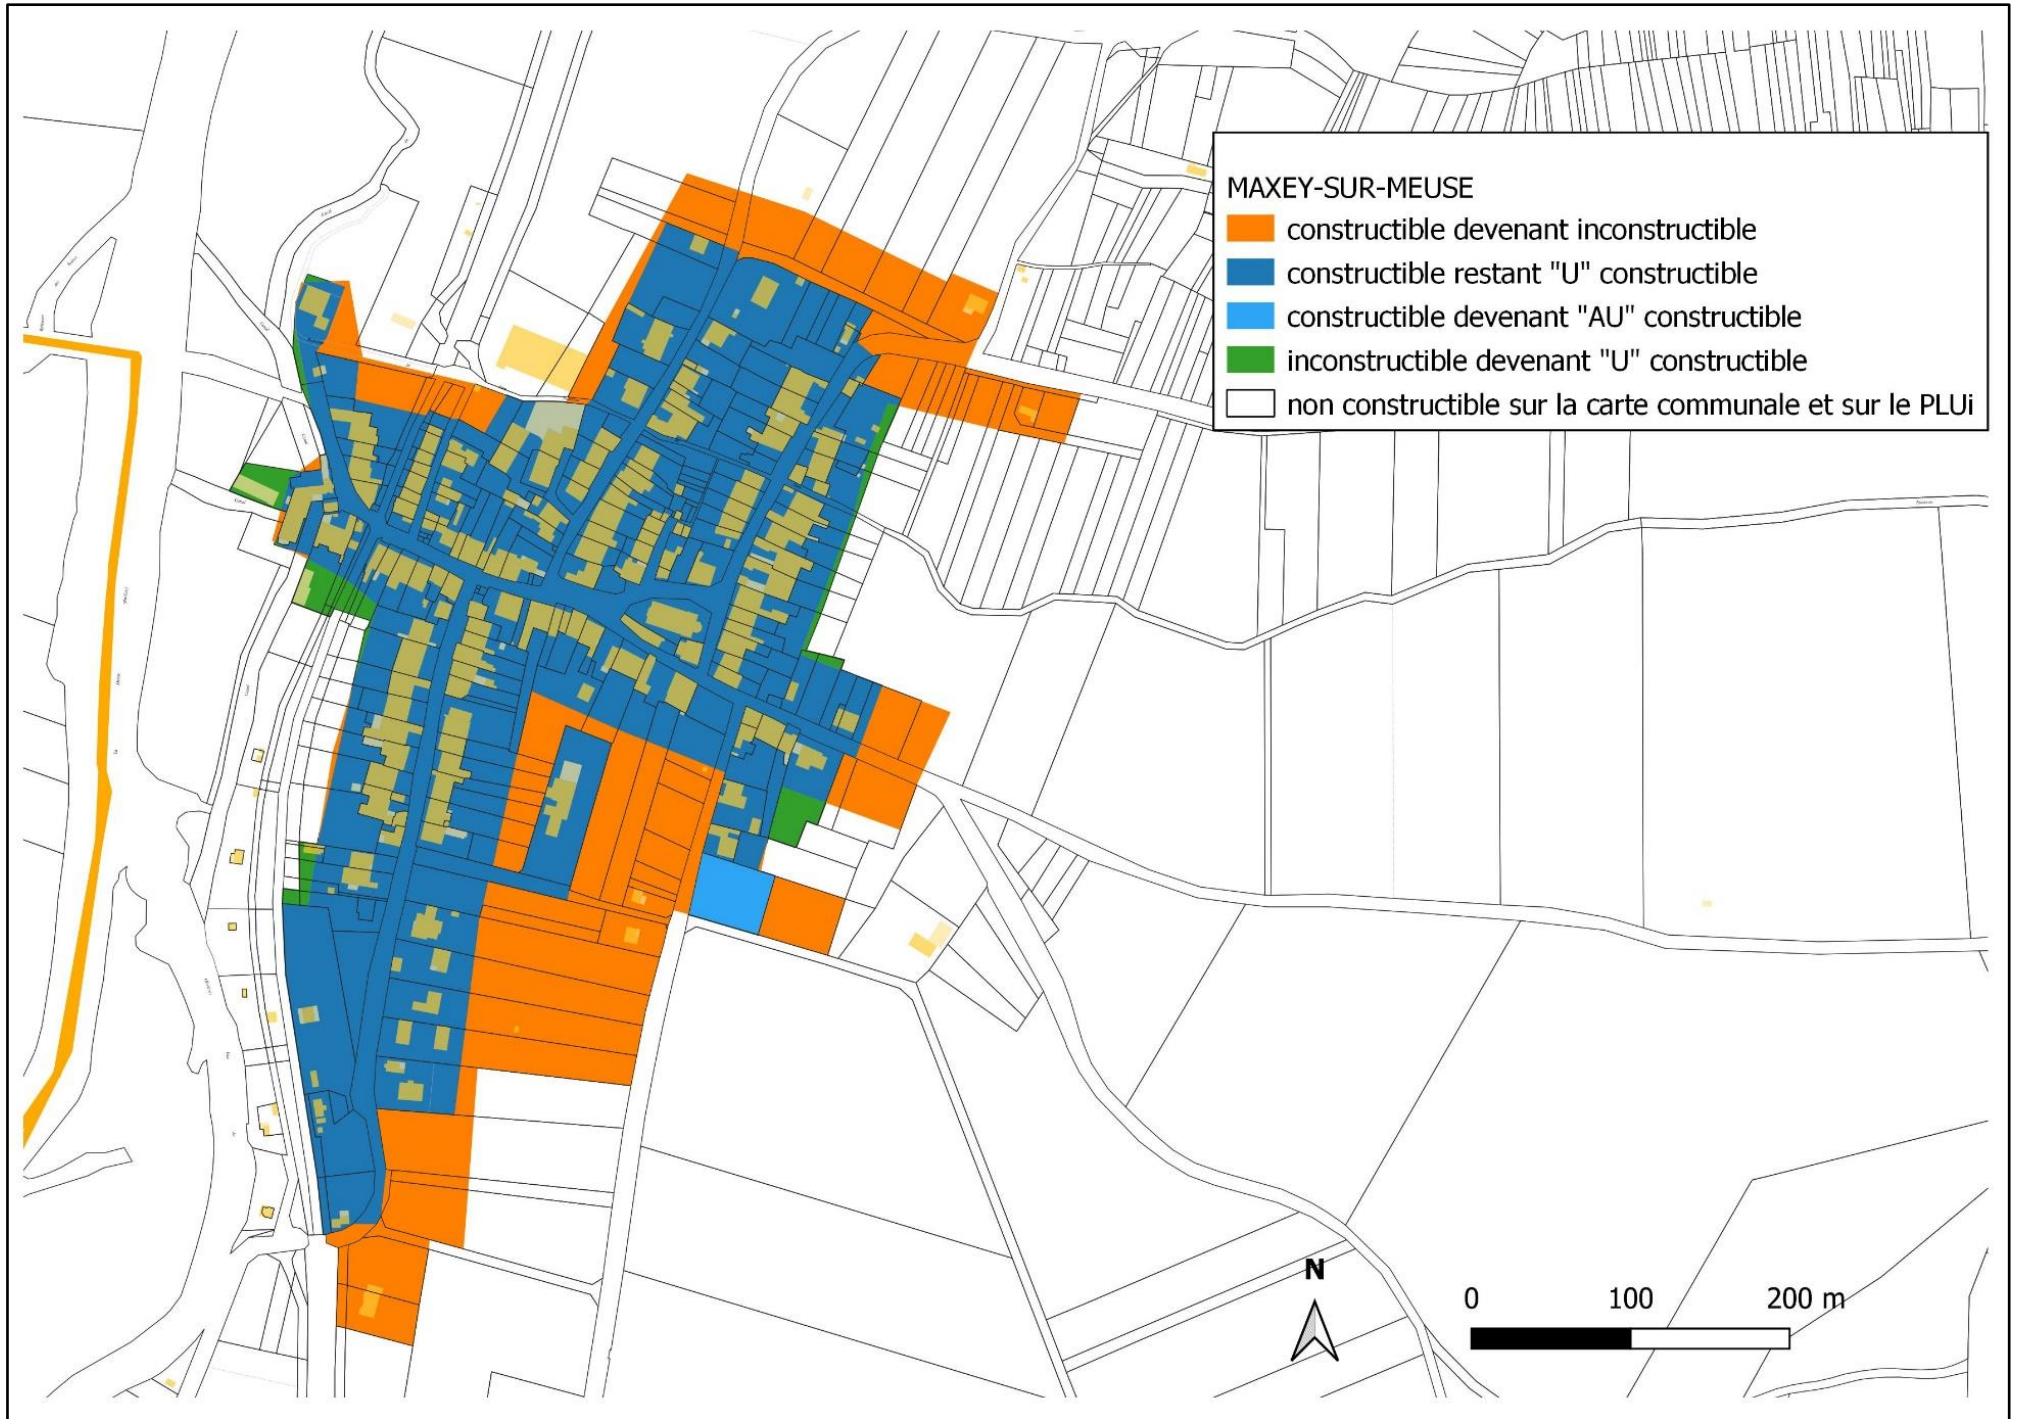 MAXEY-SUR-MEUSE
constructible devenant inconstructible
constructible restant "U" constructible
constructible devenant "AU" constructible
inconstructible devenant "U" constructible
non constructible sur la carte communale et sur le PLUi
N
0 100 200 m